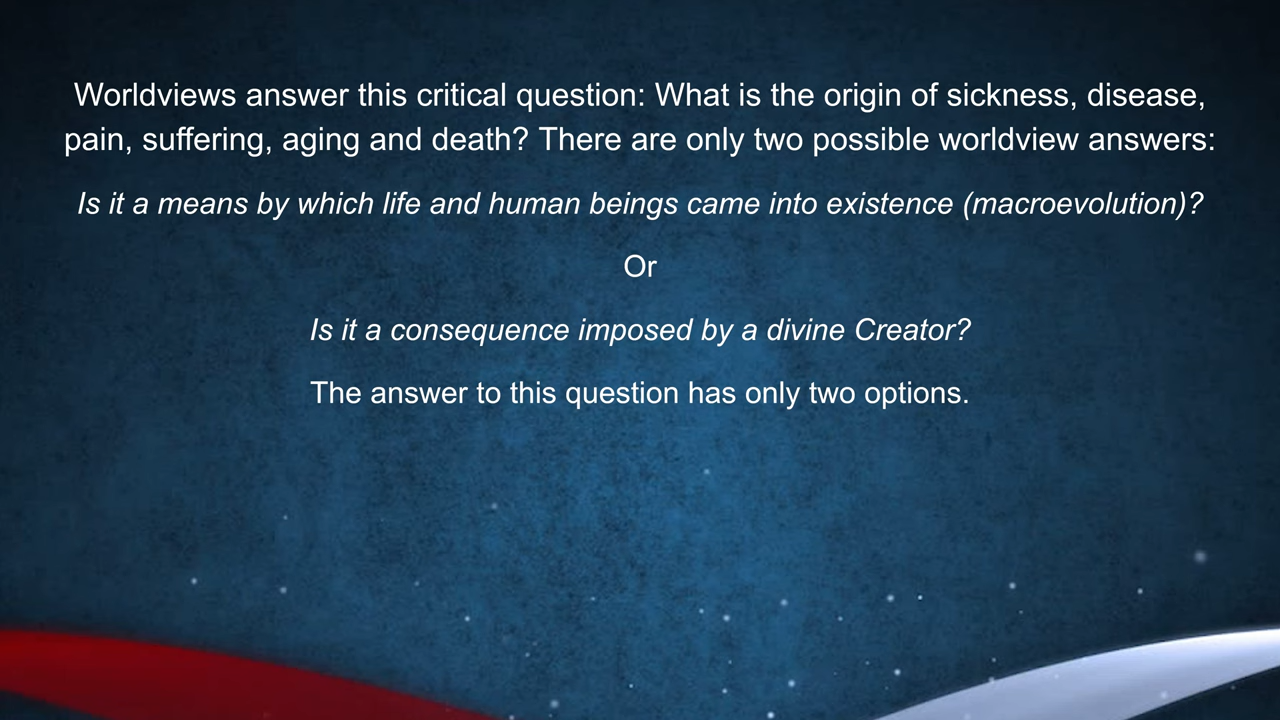 Worldviews answer this critical question: What is the origin of sickness, disease,
pain, suffering, aging and death? There are only two possible worldview answers:
Is it a means by which life and human beings came into existence (macroevolution)?
Or
Is it a consequence imposed by a divine Creator?
The answer to this question has only two options.